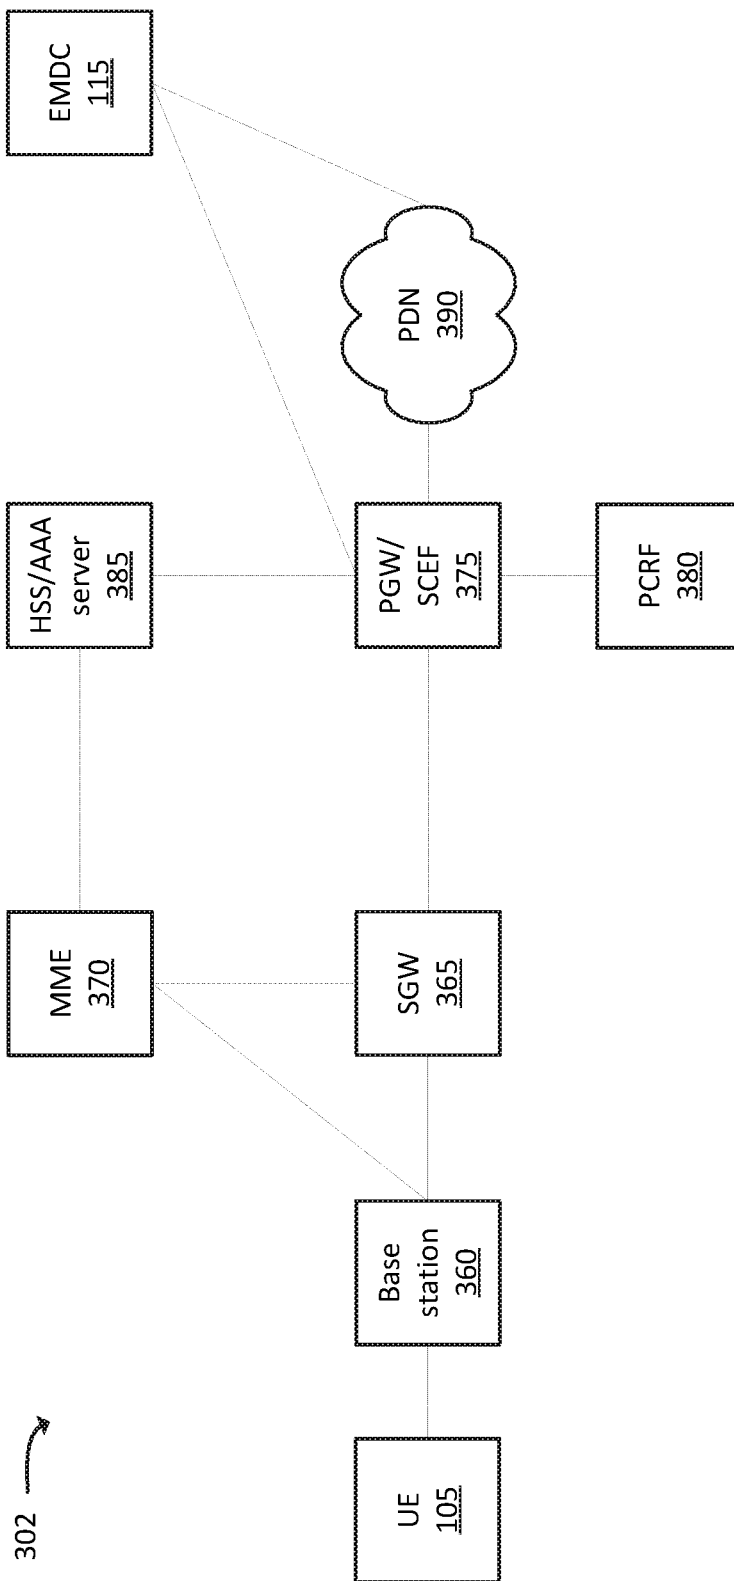 302
MME
370
HSS/AAA
server
385
EMDC
115
UE
105
Base
station
360
SGW
365
PGW/
SCEF
375
PDN
390
PCRF
380